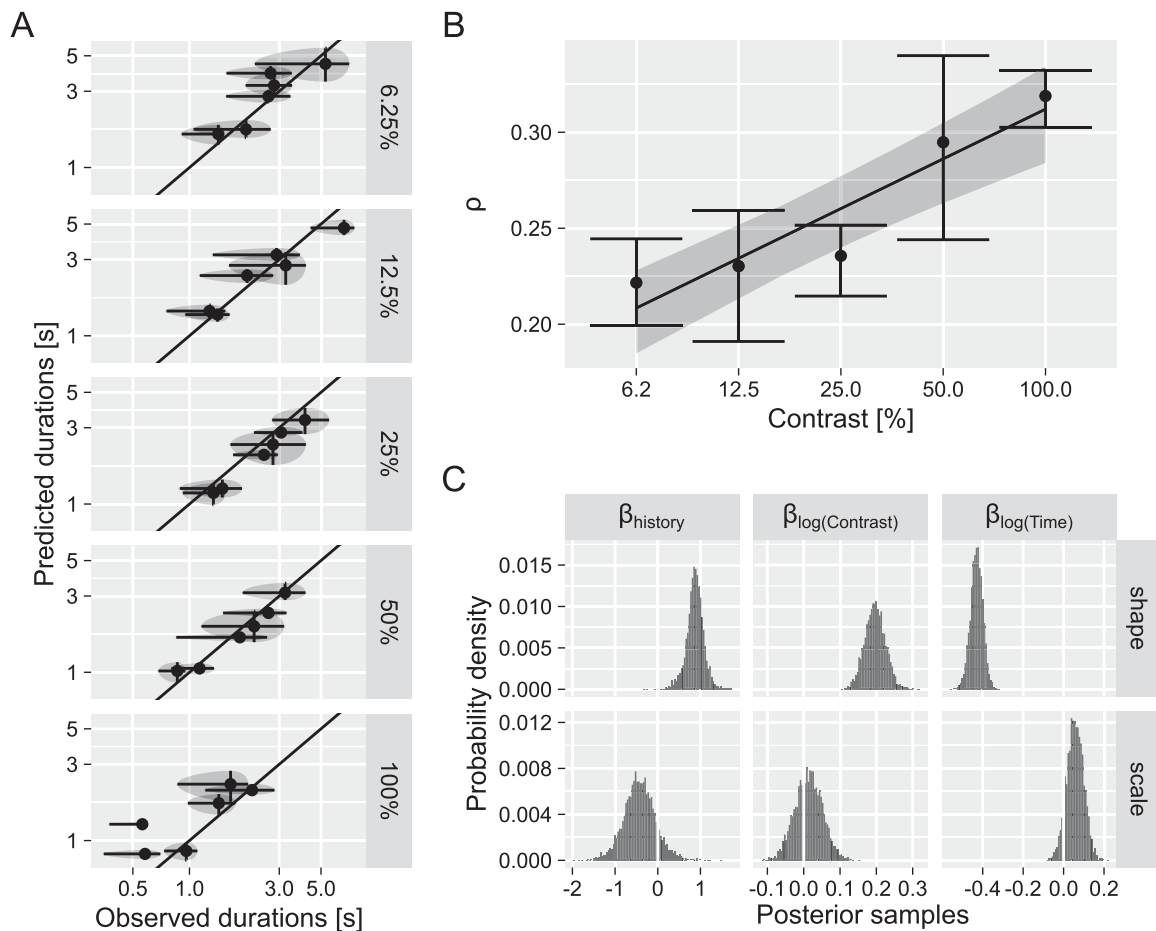 A
5
3
1
6.25%
5
3
1
12.5%
5
3
1
25%
5
3
1
50%
5
3
1
100%
0.5 1.0 3.0 5.0
Observed durations [s]
Predicted durations [s]
B
0.30
0.25
0.20
ρ
6.2 12.5 25.0 50.0 100.0
Contrast [%]
C
βhistory βlog(Contrast) βlog(Time)
0.015
0.010
0.005
0.000
shape
0.012
0.008
0.004
0.000
scale
Probability density
-2 -1 0 1 -0.1 0.0 0.1 0.2 0.3 -0.4 -0.2 0.0 0.2
Posterior samples